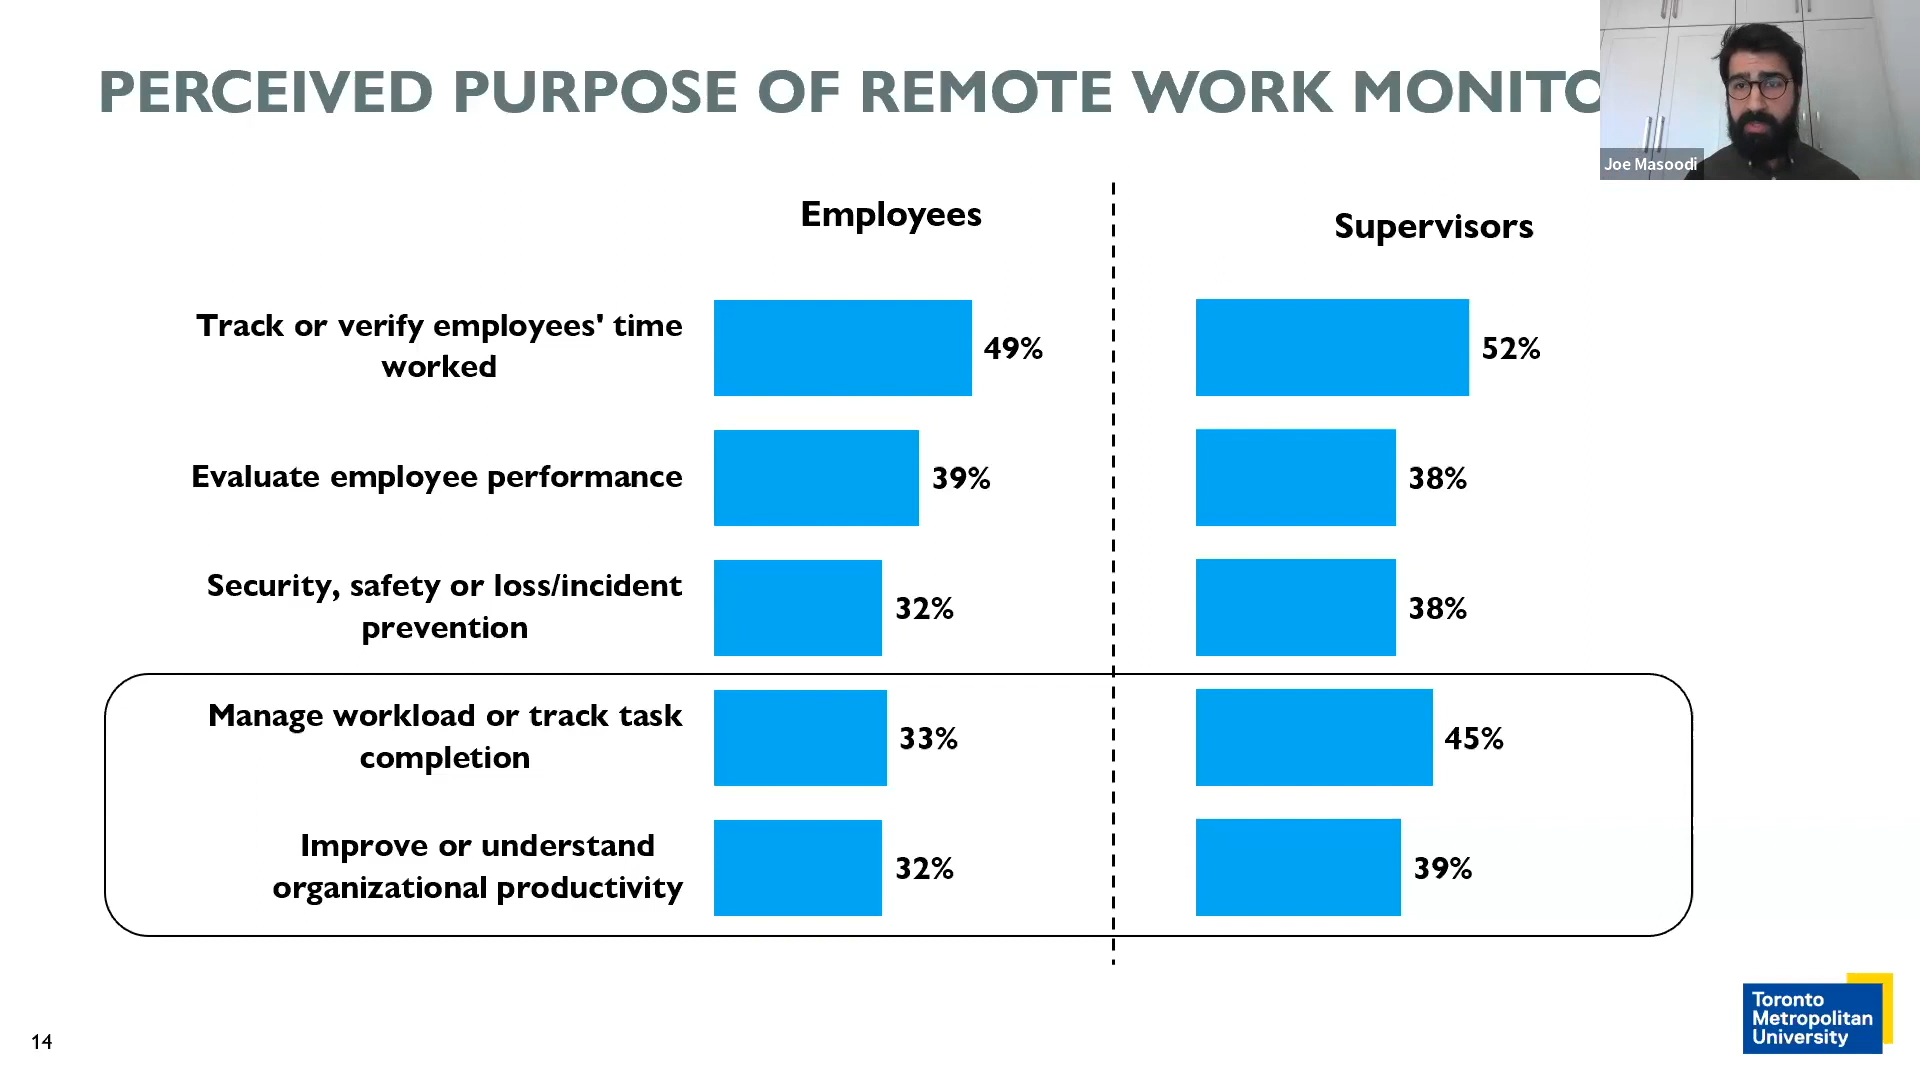 PERCEIVED PURPOSE OF REMOTE WORK MONITO
Joe Masoodi
Employees
Supervisors
Track or verify employees' time
worked
49%
52%
Evaluate employee performance
39%
38%
Security, safety or loss/incident
prevention
32%
38%
Manage workload or track task
completion
33%
45%
Improve or understand
organizational productivity
32%
39%
14
Toronto
Metropolitan
University